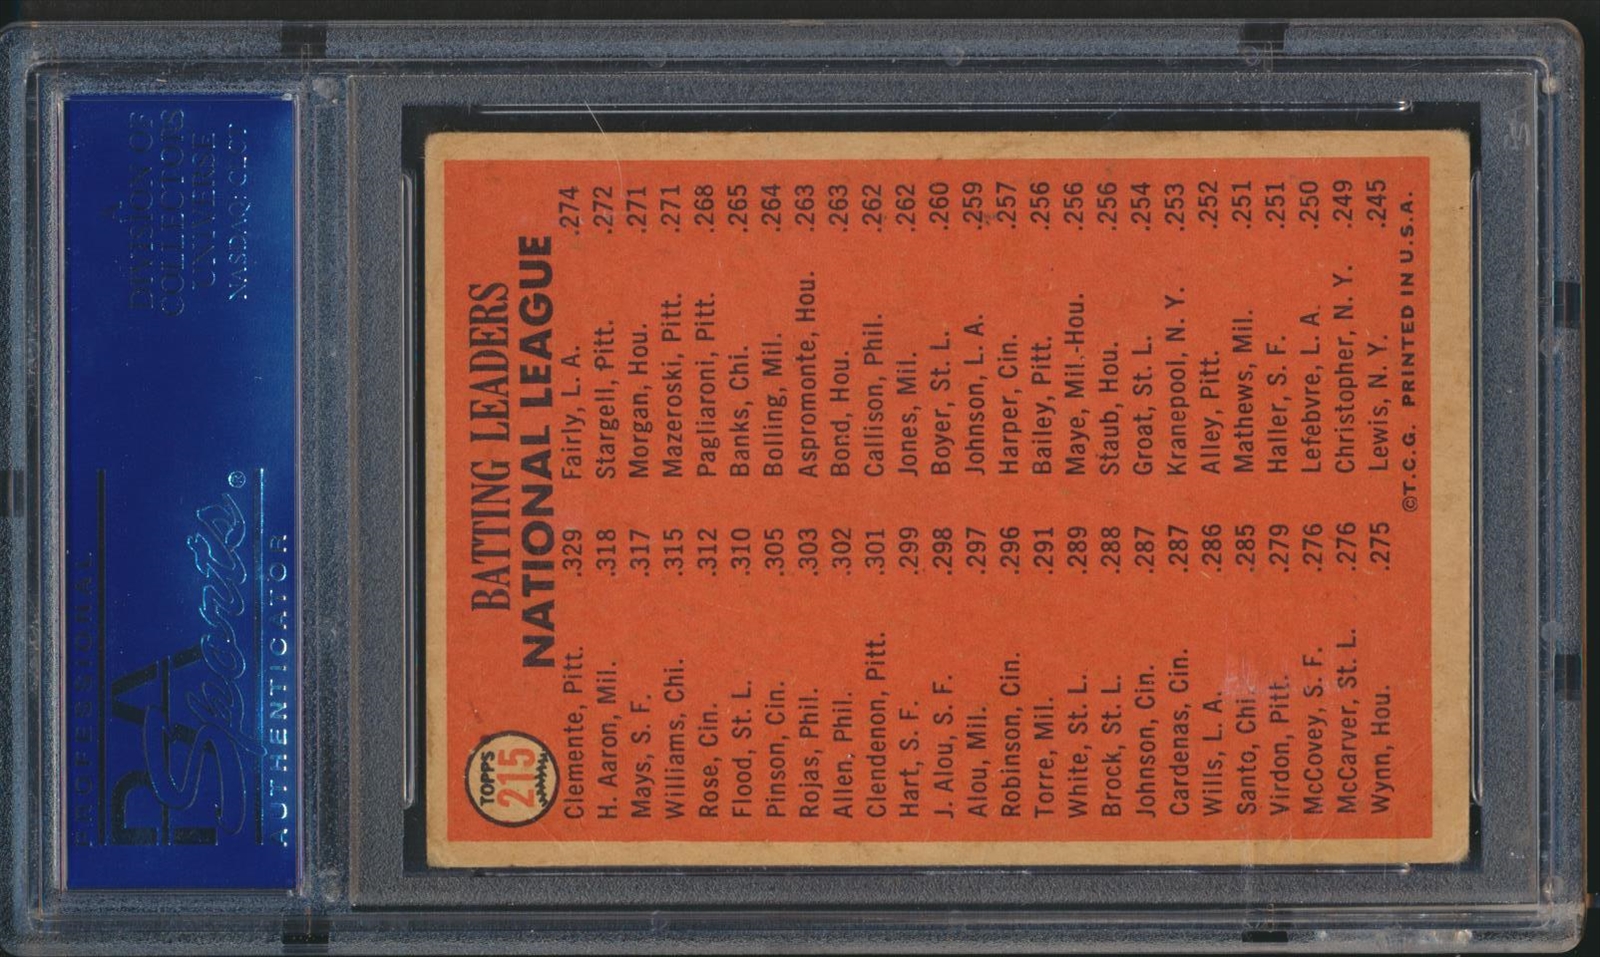 A
DIVISION OF
COLLECTORS
UNIVERSE
NASDAQ: CLCT
PROFESSIONAL
PSA
Sports®
AUTHENTICATOR
TOPPS
215
BATTING LEADERS
NATIONAL LEAGUE
Clemente, Pitt. .329 Fairly, L. A. .274
H. Aaron, Mil. .318 Stargell, Pitt. .272
Mays, S. F. .317 Morgan, Hou. .271
Williams, Chi. .315 Mazeroski, Pitt. .271
Rose, Cin. .312 Pagliaroni, Pitt. .268
Flood, St. L. .310 Banks, Chi. .265
Pinson, Cin. .305 Bolling, Mil. .264
Rojas, Phil. .303 Aspromonte, Hou. .263
Allen, Phil. .302 Bond, Hou. .263
Clendenon, Pitt. .301 Callison, Phil. .262
Hart, S. F. .299 Jones, Mil. .262
J. Alou, S. F. .298 Boyer, St. L. .260
Alou, Mil. .297 Johnson, L. A. .259
Robinson, Cin. .296 Harper, Cin. .257
Torre, Mil. .291 Bailey, Pitt. .256
White, St. L. .289 Maye, Mil.-Hou. .256
Brock, St. L. .288 Staub, Hou. .256
Johnson, Cin. .287 Groat, St. L. .254
Cardenas, Cin. .287 Kranepool, N. Y. .253
Wills, L. A. .286 Alley, Pitt. .252
Santo, Chi. .285 Mathews, Mil. .251
Virdon, Pitt. .279 Haller, S. F. .251
McCovey, S. F. .276 Lefebvre, L. A. .250
McCarver, St. L. .276 Christopher, N. Y. .249
Wynn, Hou. .275 Lewis, N. Y. .245
©T.C.G. PRINTED IN U.S.A.